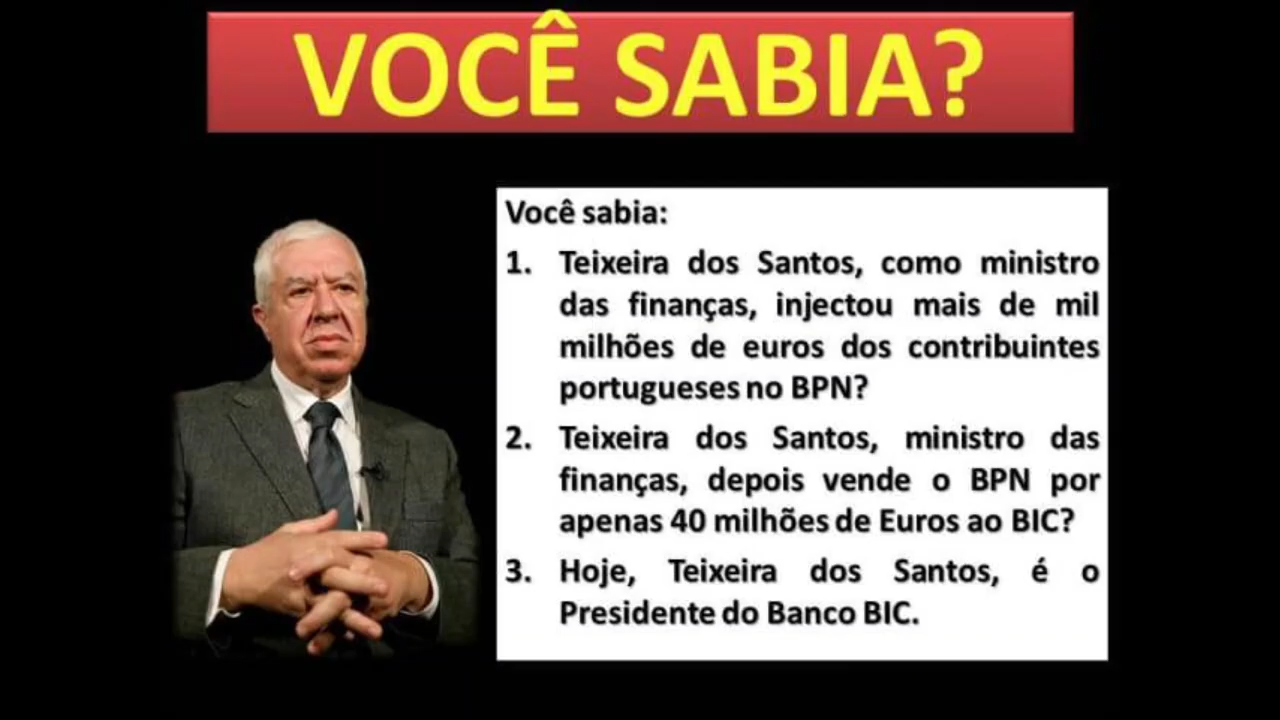 VOCÊ SABIA?
Você sabia:
1. Teixeira dos Santos, como ministro
das finanças, injectou mais de mil
milhões de euros dos contribuintes
portugueses no BPN?
2. Teixeira dos Santos, ministro das
finanças, depois vende o BPN por
apenas 40 milhões de Euros ao BIC?
3. Hoje, Teixeira dos Santos, é o
Presidente do Banco BIC.